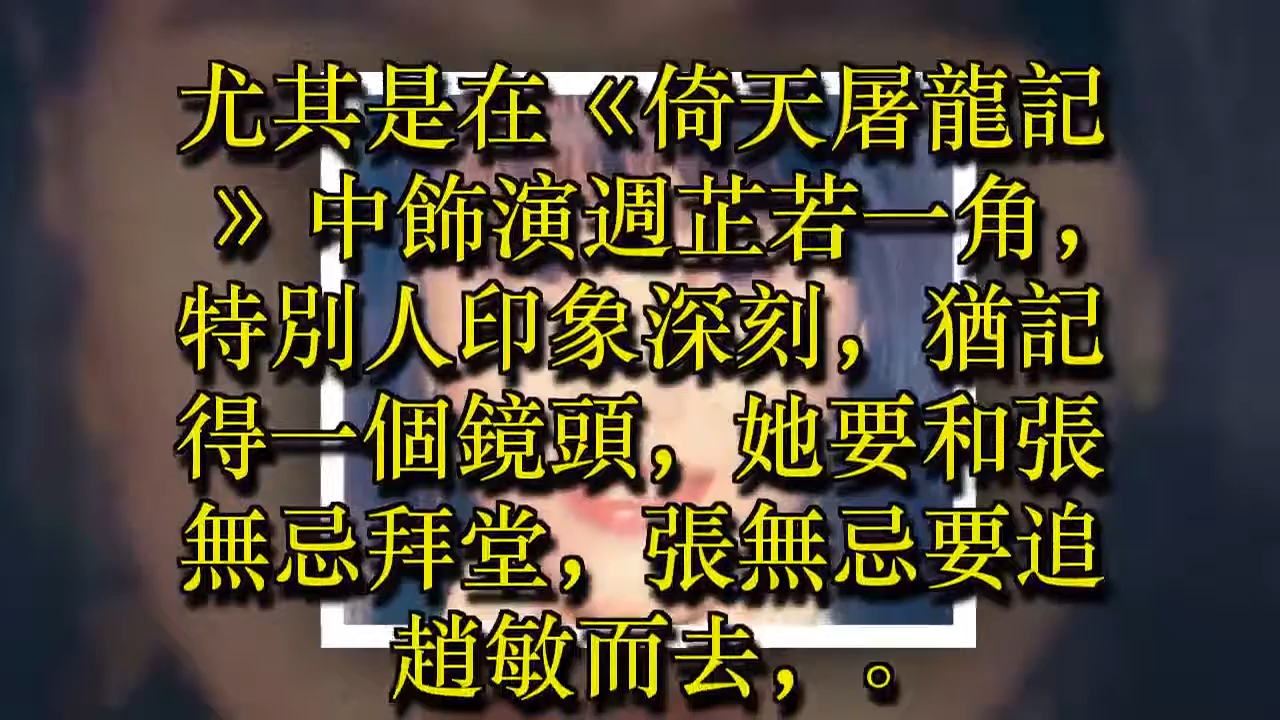 尤其是在《倚天屠龍記
》中飾演週芷若一角，
特別人印象深刻，猶記
得一個鏡頭，她要和張
無忌拜堂，張無忌要追
趙敏而去，。